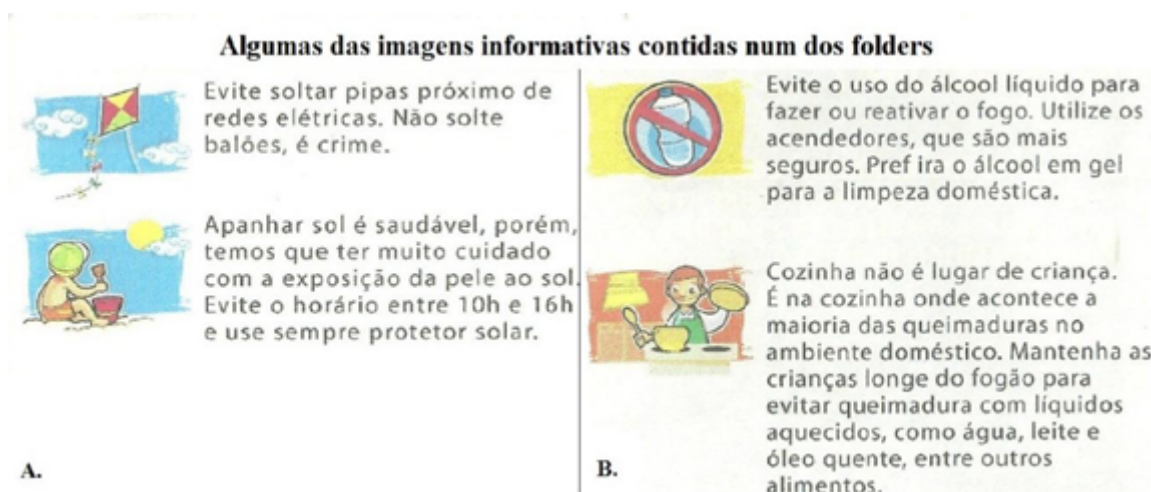 Algumas das imagens informativas contidas num dos folders
Evite soltar pipas próximo de
redes elétricas. Não solte
balões, é crime.
Apanhar sol é saudável, porém,
temos que ter muito cuidado
com a exposição da pele ao sol.
Evite o horário entre 10h e 16h
e use sempre protetor solar.
A.
Evite o uso do álcool líquido para
fazer ou reativar o fogo. Utilize os
acendedores, que são mais
seguros. Pref ira o álcool em gel
para a limpeza doméstica.
Cozinha não é lugar de criança.
É na cozinha onde acontece a
maioria das queimaduras no
ambiente doméstico. Mantenha as
crianças longe do fogão para
evitar queimadura com líquidos
aquecidos, como água, leite e
óleo quente, entre outros
alimentos.
B.